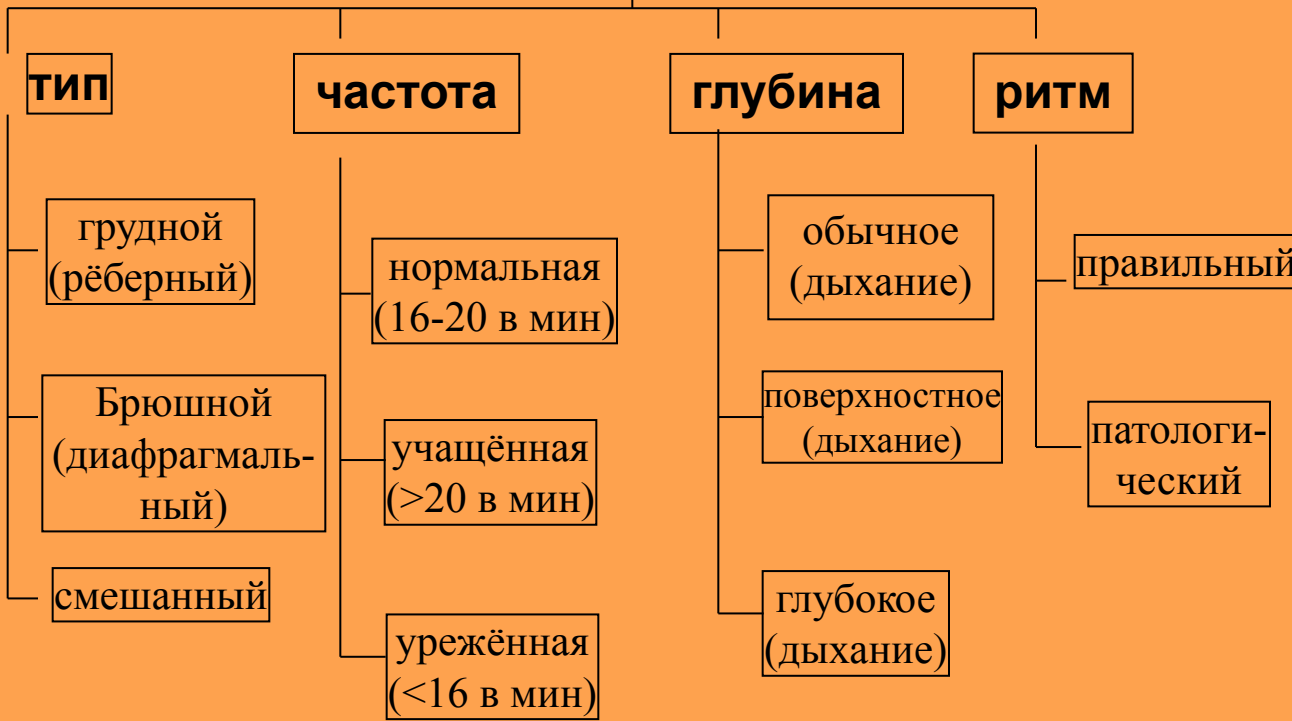 тип
частота
глубина
ритм
грудной
(рёберный)
Брюшной
(диафрагмаль-
ный)
смешанный
нормальная
(16-20 в мин)
учащённая
(>20 в мин)
урежённая
(<16 в мин)
обычное
(дыхание)
поверхностное
(дыхание)
глубокое
(дыхание)
правильный
патологи-
ческий